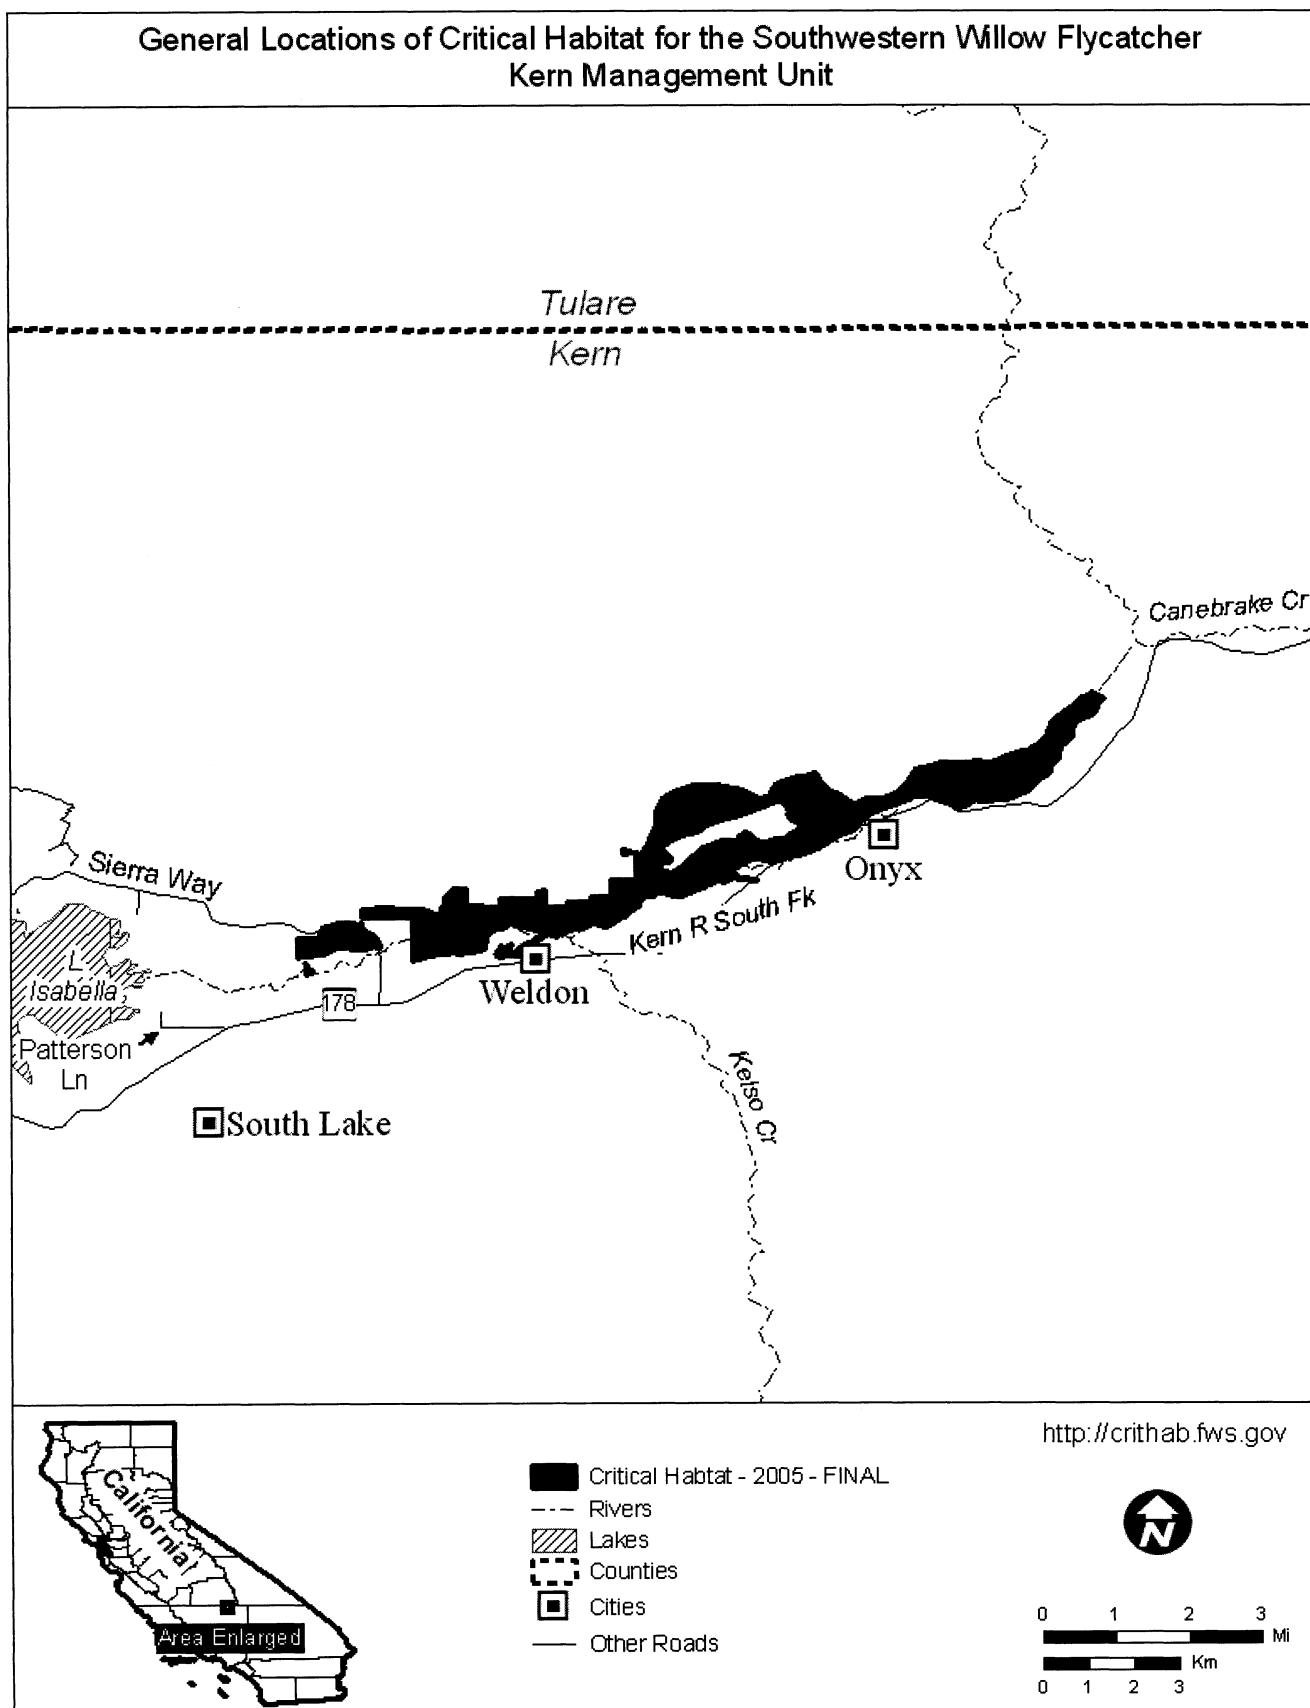 General Locations of Critical Habitat for the Southwestern Willow Flycatcher
Kern Management Unit
Tulare
Kern
Canebrake Cr
Sierra Way
Onyx
Kern R South Fk
L
Isabella
Weldon
178
Patterson
Ln
Kelso Cr
South Lake
California
Area Enlarged
Critical Habtat - 2005 - FINAL
Rivers
Lakes
Counties
Cities
Other Roads
http://crithab.fws.gov
N
0 1 2 3
Mi
Km
0 1 2 3